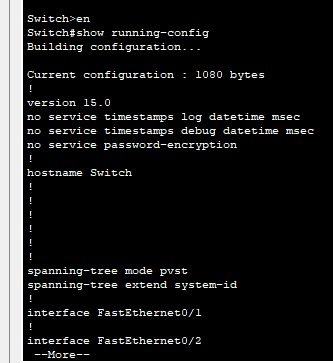 Switch>en
Switch#show running-config
Building configuration...
Current configuration : 1080 bytes
!
version 15.0
no service timestamps log datetime msec
no service timestamps debug datetime msec
no service password-encryption
!
hostname Switch
!
!
!
!
!
!
spanning-tree mode pvst
spanning-tree extend system-id
!
interface FastEthernet0/1
!
interface FastEthernet0/2
--More--